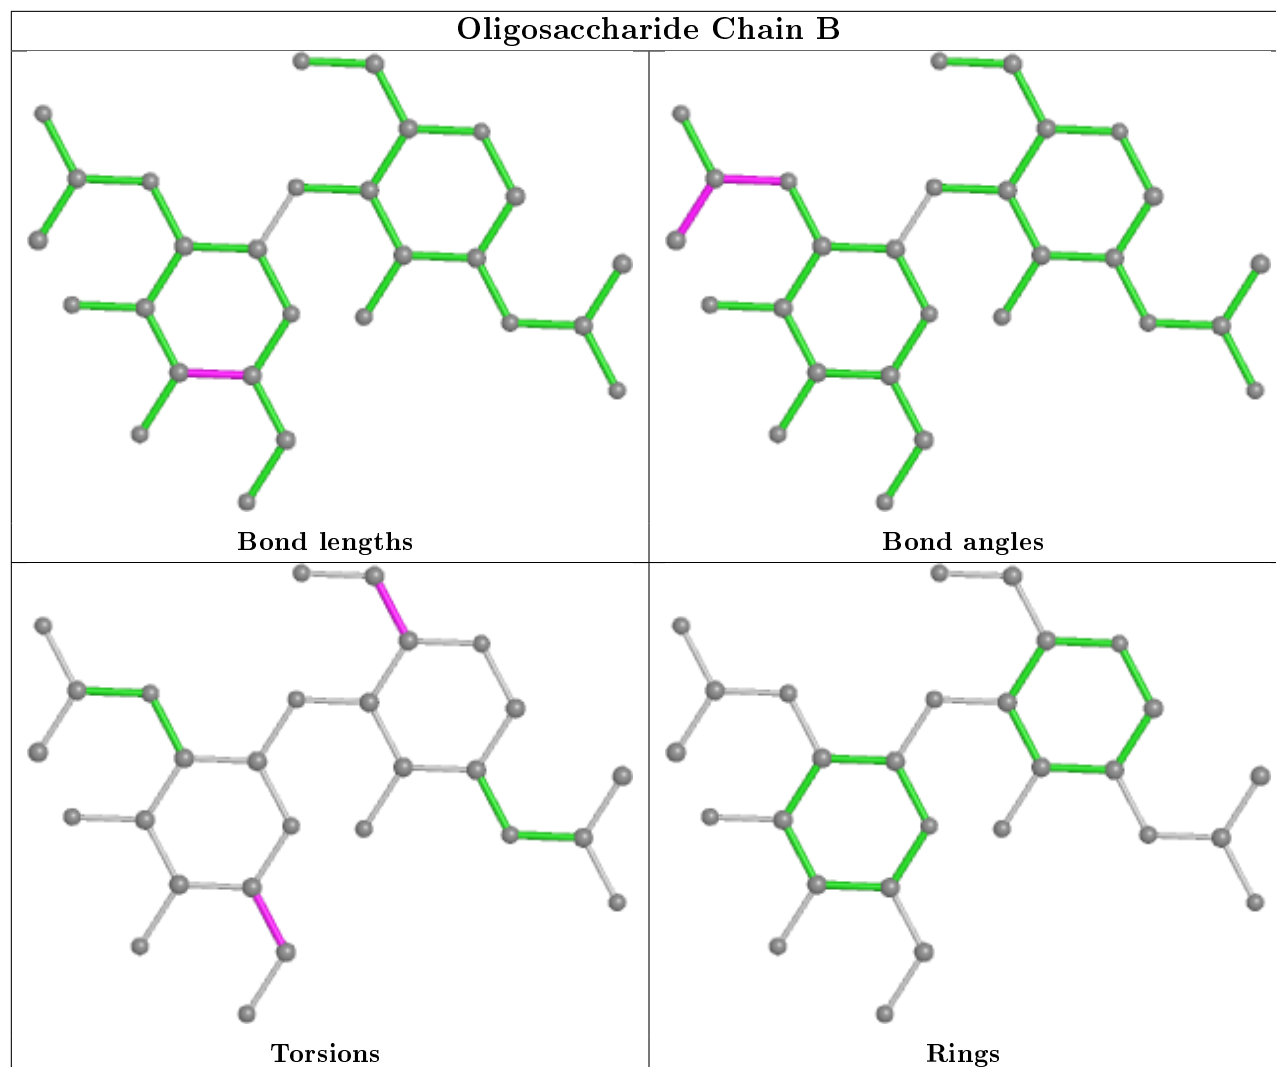 Oligosaccharide Chain B
Bond lengths
Bond angles
Torsions
Rings